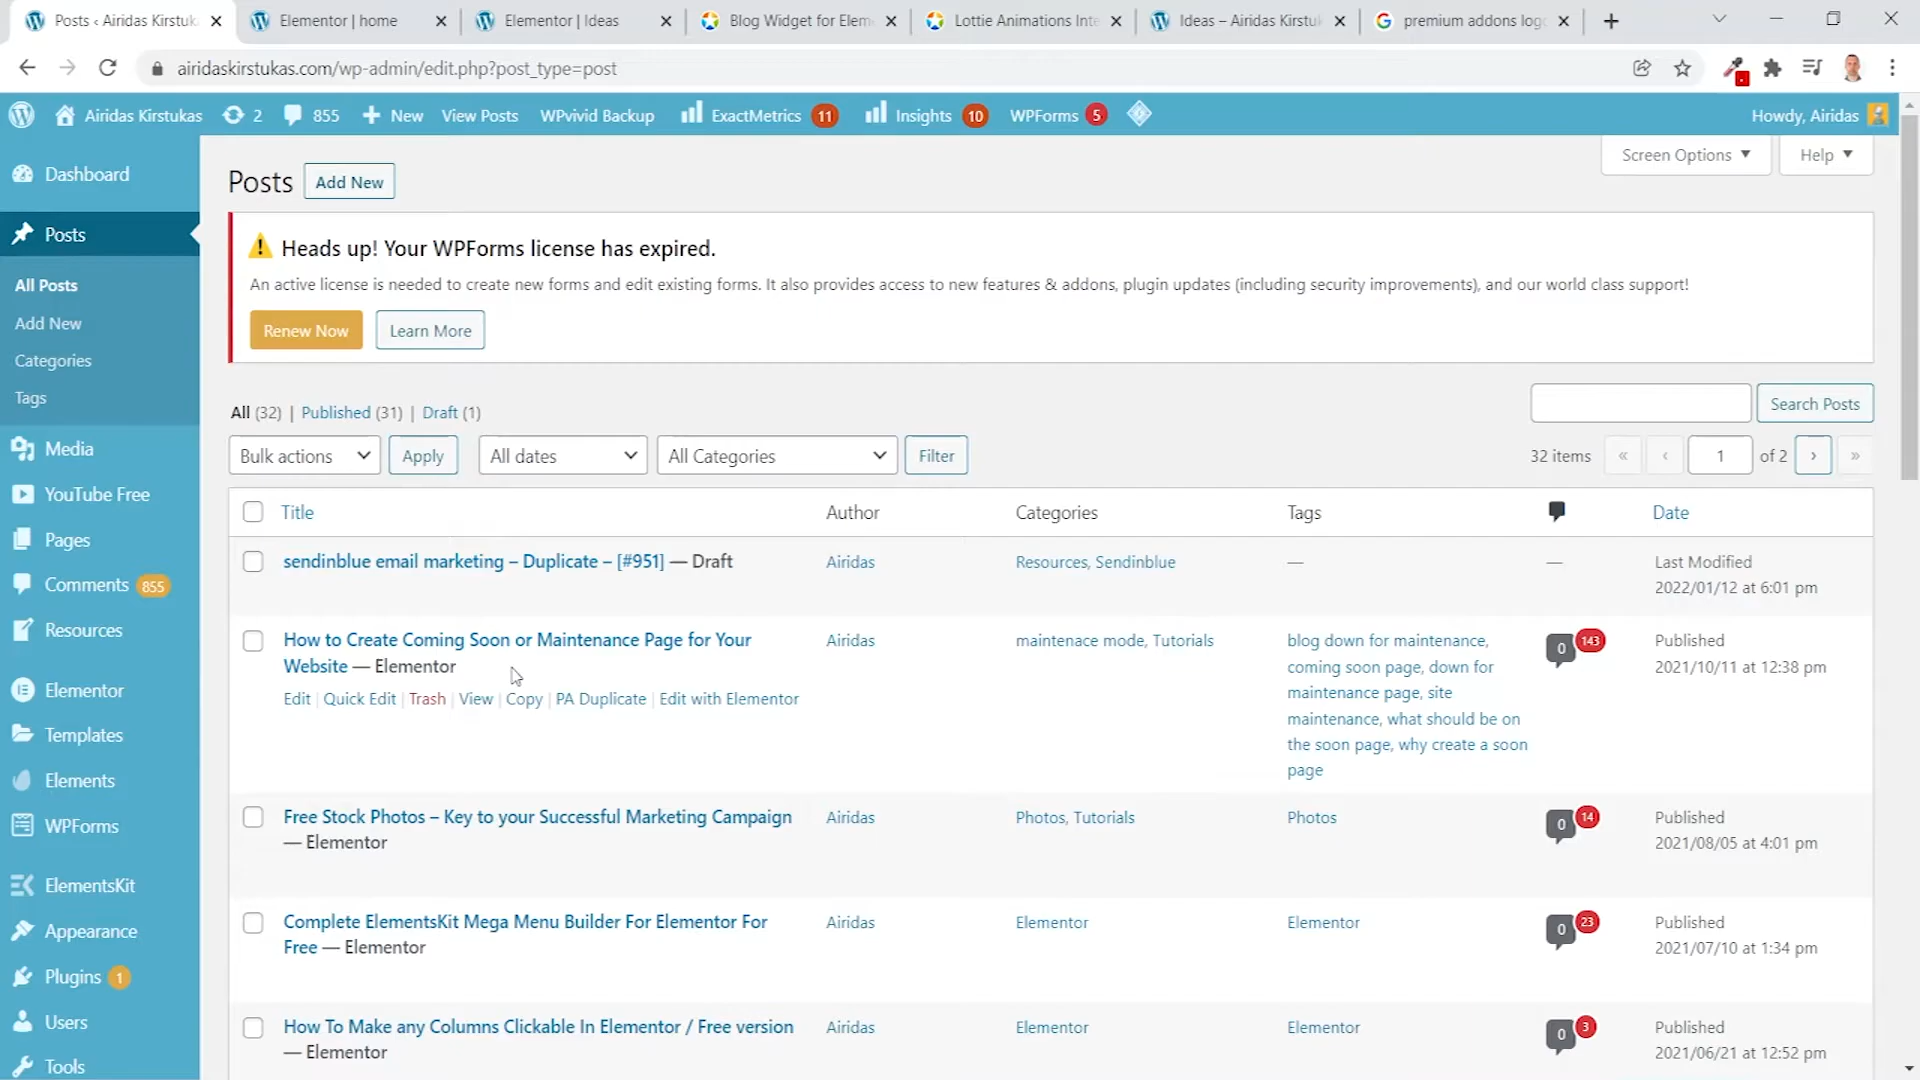 Posts ‹ Airidas Kirstuka
Elementor | home
Elementor | Ideas
Blog Widget for Elem
Lottie Animations Inte
Ideas – Airidas Kirstuk
premium addons logo
airidaskirstukas.com/wp-admin/edit.php?post_type=post
Airidas Kirstukas
2
855
New
View Posts
WPvivid Backup
ExactMetrics 11
Insights 10
WPForms 5
Howdy, Airidas
Dashboard
Posts
All Posts
Add New
Categories
Tags
Media
YouTube Free
Pages
Comments 855
Resources
Elementor
Templates
Elements
WPForms
ElementsKit
Appearance
Plugins 1
Users
Tools
Screen Options
Help
Posts
Add New
Heads up! Your WPForms license has expired.
An active license is needed to create new forms and edit existing forms. It also provides access to new features & addons, plugin updates (including security improvements), and our world class support!
Renew Now
Learn More
All (32) | Published (31) | Draft (1)
Search Posts
Bulk actions
Apply
All dates
All Categories
Filter
32 items
«
‹
1
of 2
›
»
Title
Author
Categories
Tags
Date
sendinblue email marketing – Duplicate – [#951] — Draft
Airidas
Resources, Sendinblue
—
—
Last Modified
2022/01/12 at 6:01 pm
How to Create Coming Soon or Maintenance Page for Your
Website — Elementor
Edit | Quick Edit | Trash | View | Copy | PA Duplicate | Edit with Elementor
Airidas
maintenace mode, Tutorials
blog down for maintenance,
coming soon page, down for
maintenance page, site
maintenance, what should be on
the soon page, why create a soon
page
0
143
Published
2021/10/11 at 12:38 pm
Free Stock Photos – Key to your Successful Marketing Campaign
— Elementor
Airidas
Photos, Tutorials
Photos
0
14
Published
2021/08/05 at 4:01 pm
Complete ElementsKit Mega Menu Builder For Elementor For
Free — Elementor
Airidas
Elementor
Elementor
0
23
Published
2021/07/10 at 1:34 pm
How To Make any Columns Clickable In Elementor / Free version
— Elementor
Airidas
Elementor
Elementor
0
3
Published
2021/06/21 at 12:52 pm